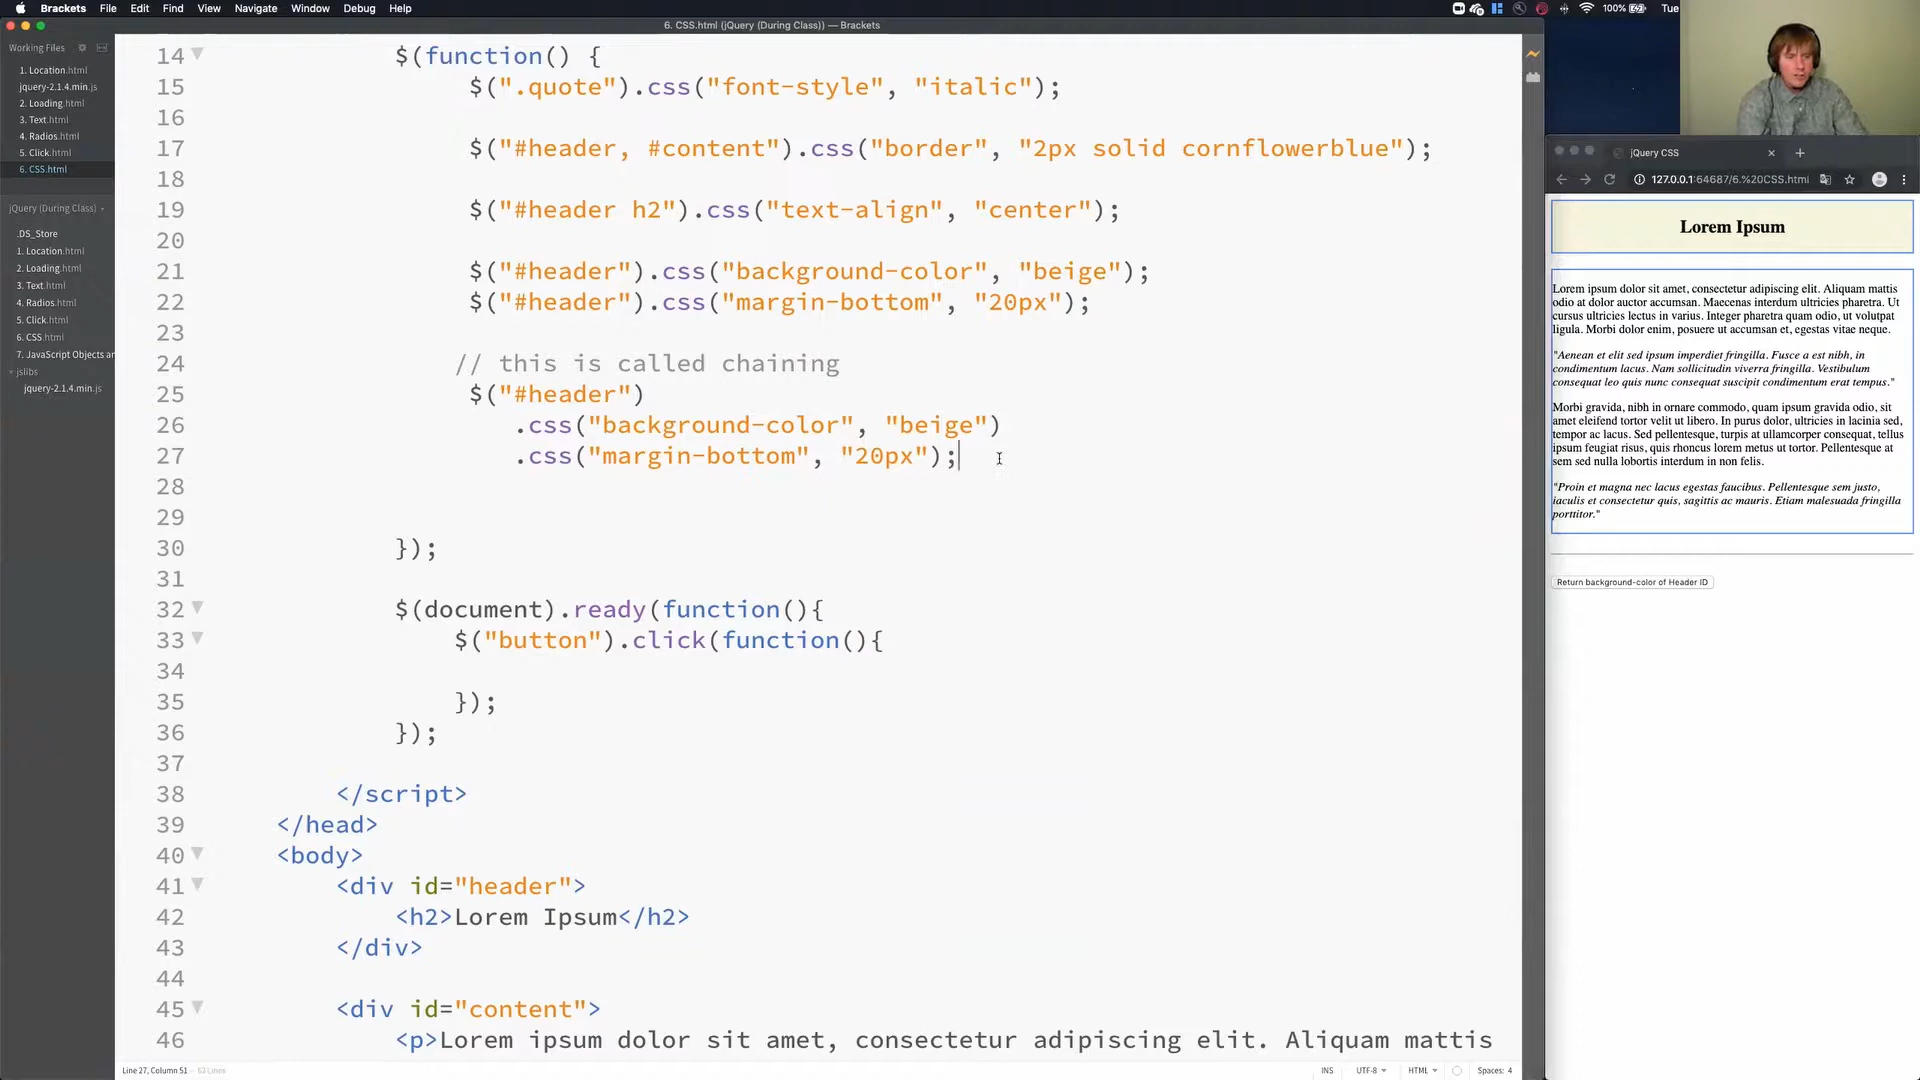 Brackets File Edit Find View Navigate Window Debug Help
100% Tue
6. CSS.html (jQuery (During Class)) — Brackets
Working Files
1. Location.html
jquery-2.1.4.min.js
2. Loading.html
3. Text.html
4. Radios.html
5. Click.html
6. CSS.html
jQuery (During Class)
.DS_Store
1. Location.html
2. Loading.html
3. Text.html
4. Radios.html
5. Click.html
6. CSS.html
7. JavaScript Objects an
jslibs
jquery-2.1.4.min.js
14 $(function() {
15 $(".quote").css("font-style", "italic");
16
17 $("#header, #content").css("border", "2px solid cornflowerblue");
18
19 $("#header h2").css("text-align", "center");
20
21 $("#header").css("background-color", "beige");
22 $("#header").css("margin-bottom", "20px");
23
24 // this is called chaining
25 $("#header")
26 .css("background-color", "beige")
27 .css("margin-bottom", "20px");
28
29
30 });
31
32 $(document).ready(function(){
33 $("button").click(function(){
34
35 });
36 });
37
38 </script>
39 </head>
40 <body>
41 <div id="header">
42 <h2>Lorem Ipsum</h2>
43 </div>
44
45 <div id="content">
46 <p>Lorem ipsum dolor sit amet, consectetur adipiscing elit. Aliquam mattis
Line 27, Column 51 — 63 Lines
INS UTF-8 HTML Spaces: 4
jQuery CSS
127.0.0.1:64687/6.%20CSS.html
Lorem Ipsum
Lorem ipsum dolor sit amet, consectetur adipiscing elit. Aliquam mattis
odio at dolor auctor accumsan. Maecenas interdum ultricies pharetra. Ut
cursus ultricies lectus in varius. Integer pharetra quam odio, ut volutpat
ligula. Morbi dolor enim, posuere ut accumsan et, egestas vitae neque.
"Aenean et elit sed ipsum imperdiet fringilla. Fusce a est nibh, in
condimentum lacus. Nam sollicitudin viverra fringilla. Vestibulum
consequat leo quis nunc consequat suscipit condimentum erat tempus."
Morbi gravida, nibh in ornare commodo, quam ipsum gravida odio, sit
amet eleifend tortor velit ut libero. In purus dolor, ultricies in lacinia sed,
tempor ac lacus. Sed pellentesque, turpis at ullamcorper consequat, tellus
ipsum feugiat risus, quis rhoncus lorem metus ut tortor. Pellentesque at
sem sed nulla lobortis interdum in non felis.
"Proin et magna nec lacus egestas faucibus. Pellentesque sem justo,
iaculis et consectetur quis, sagittis ac mauris. Etiam malesuada fringilla
porttitor."
Return background-color of Header ID